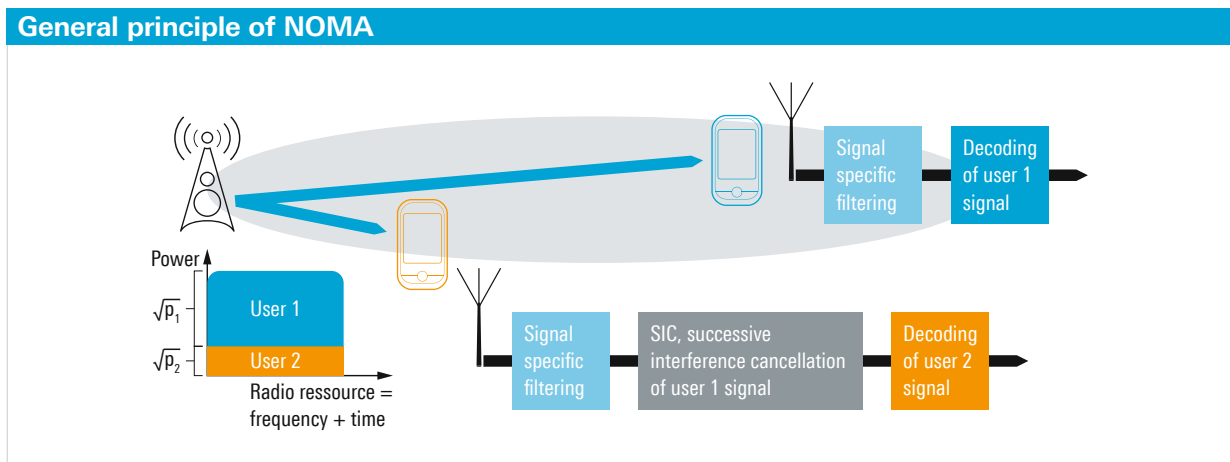 General principle of NOMA
Signal
specific
filtering
Decoding
of user 1
signal
Power
√p1
User 1
√p2
User 2
Radio ressource =
frequency + time
Signal
specific
filtering
SIC, successive
interference cancellation
of user 1 signal
Decoding
of user 2
signal